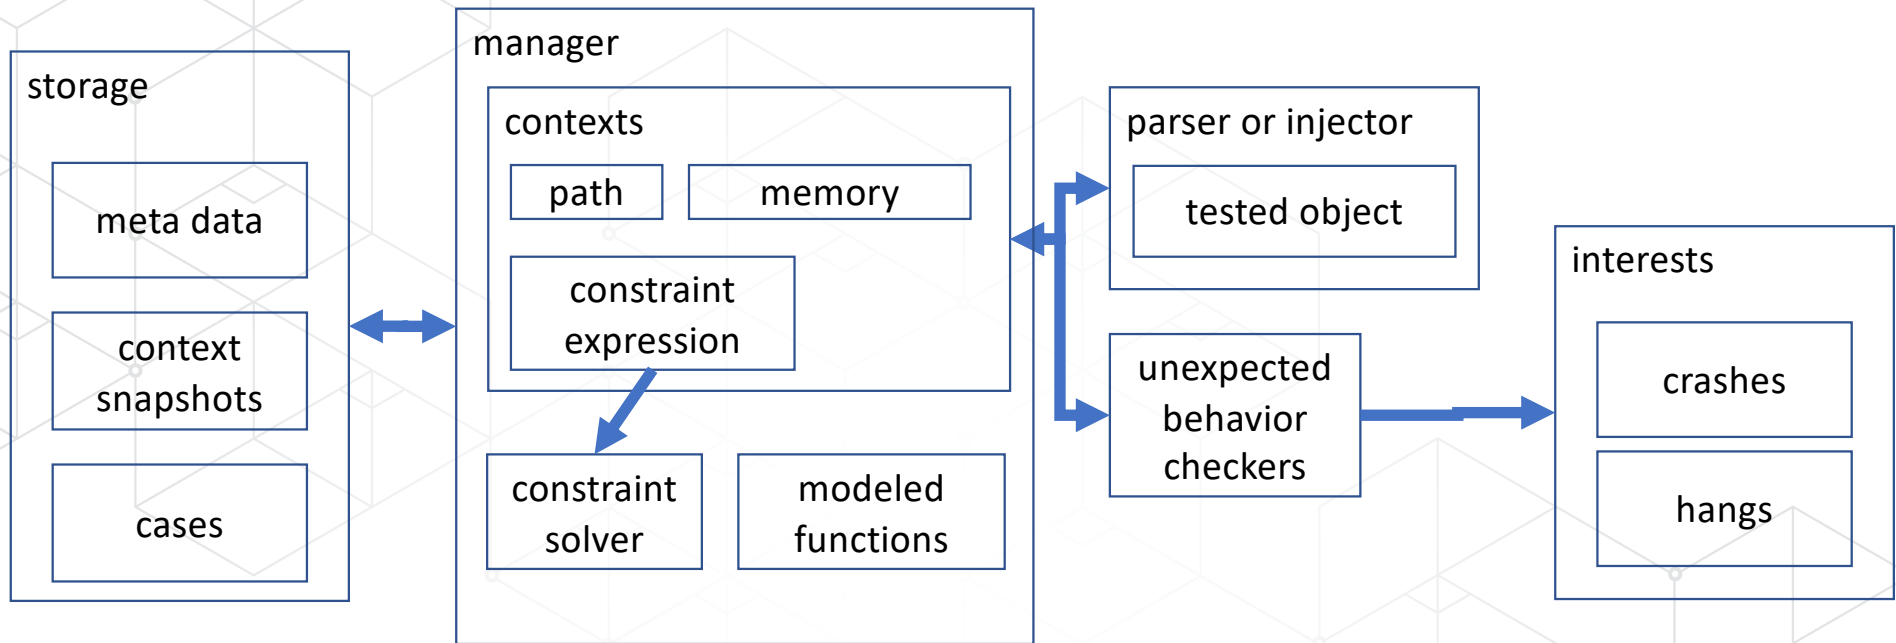 storage
meta data
context
snapshots
cases
manager
contexts
path
memory
constraint
expression
constraint
solver
modeled
functions
parser or injector
tested object
unexpected
behavior
checkers
interests
crashes
hangs